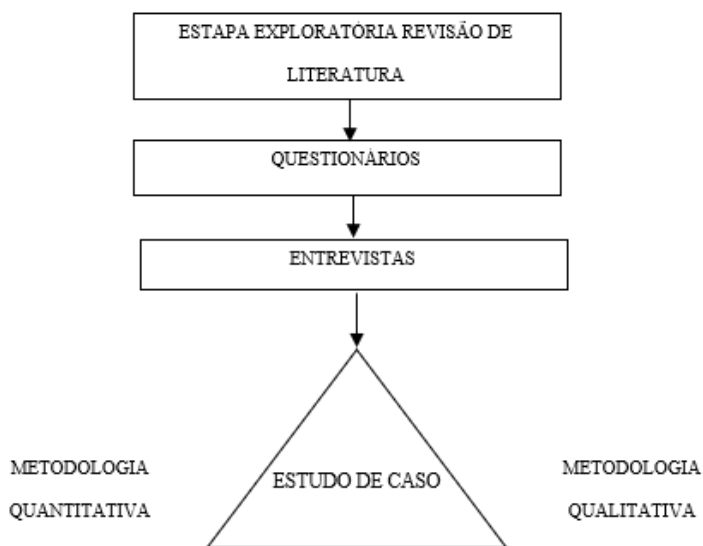 ESTAPA EXPLORATÓRIA REVISÃO DE
LITERATURA
QUESTIONÁRIOS
ENTREVISTAS
METODOLOGIA
QUANTITATIVA
ESTUDO DE CASO
METODOLOGIA
QUALITATIVA